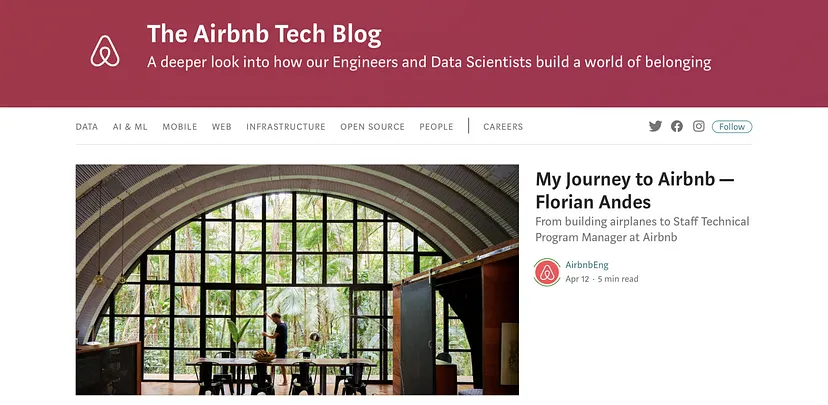 The Airbnb Tech Blog
A deeper look into how our Engineers and Data Scientists build a world of belonging
DATA AI & ML MOBILE WEB INFRASTRUCTURE OPEN SOURCE PEOPLE CAREERS Follow
My Journey to Airbnb —
Florian Andes
From building airplanes to Staff Technical
Program Manager at Airbnb
AirbnbEng
Apr 12 · 5 min read